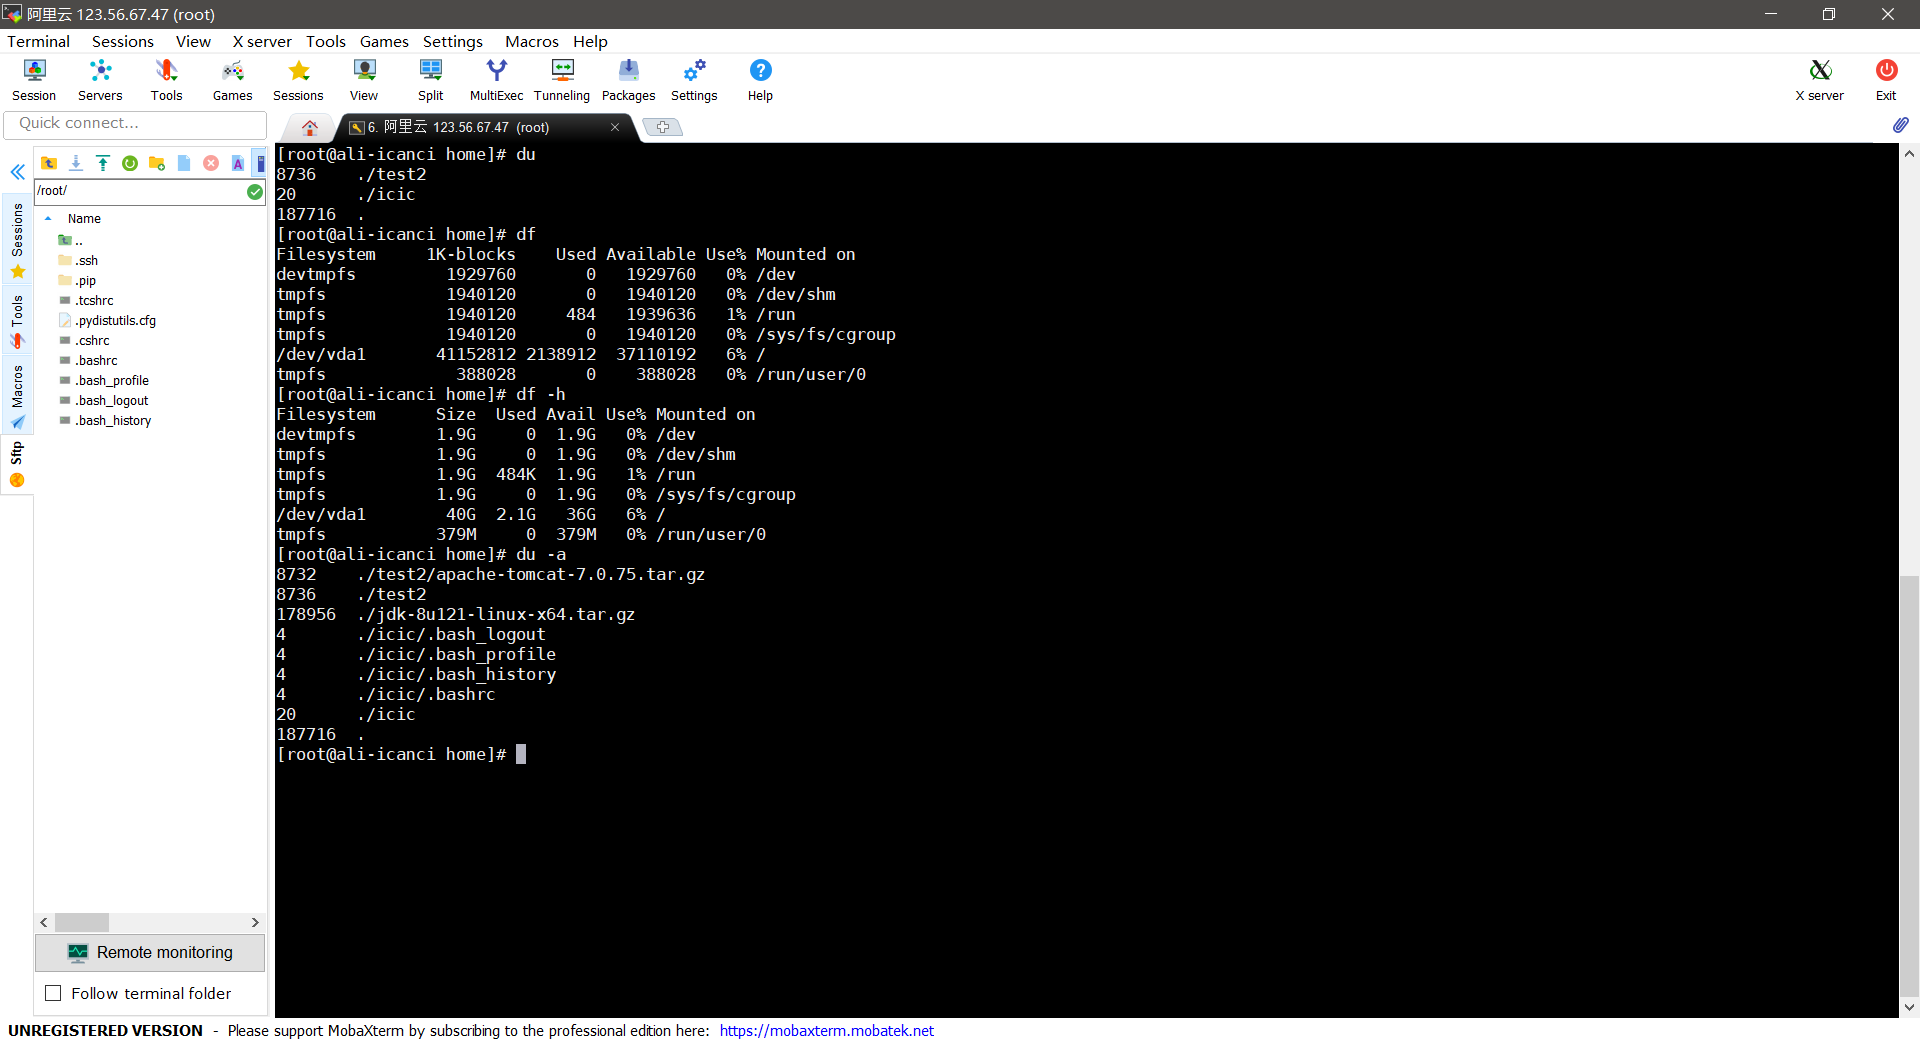 阿里云 123.56.67.47 (root)
Terminal Sessions View X server Tools Games Settings Macros Help
Session Servers Tools Games Sessions View Split MultiExec Tunneling Packages Settings Help X server Exit
Quick connect...
6. 阿里云 123.56.67.47 (root)
/root/
Name
..
.ssh
.pip
.tcshrc
.pydistutils.cfg
.cshrc
.bashrc
.bash_profile
.bash_logout
.bash_history
Sessions
Tools
Macros
Sftp
Remote monitoring
Follow terminal folder
[root@ali-icanci home]# du
8736    ./test2
20      ./icic
187716  .
[root@ali-icanci home]# df
Filesystem     1K-blocks    Used Available Use% Mounted on
devtmpfs         1929760       0   1929760   0% /dev
tmpfs            1940120       0   1940120   0% /dev/shm
tmpfs            1940120     484   1939636   1% /run
tmpfs            1940120       0   1940120   0% /sys/fs/cgroup
/dev/vda1       41152812 2138912  37110192   6% /
tmpfs             388028       0    388028   0% /run/user/0
[root@ali-icanci home]# df -h
Filesystem      Size  Used Avail Use% Mounted on
devtmpfs        1.9G     0  1.9G   0% /dev
tmpfs           1.9G     0  1.9G   0% /dev/shm
tmpfs           1.9G  484K  1.9G   1% /run
tmpfs           1.9G     0  1.9G   0% /sys/fs/cgroup
/dev/vda1        40G  2.1G   36G   6% /
tmpfs           379M     0  379M   0% /run/user/0
[root@ali-icanci home]# du -a
8732    ./test2/apache-tomcat-7.0.75.tar.gz
8736    ./test2
178956  ./jdk-8u121-linux-x64.tar.gz
4       ./icic/.bash_logout
4       ./icic/.bash_profile
4       ./icic/.bash_history
4       ./icic/.bashrc
20      ./icic
187716  .
[root@ali-icanci home]#
UNREGISTERED VERSION - Please support MobaXterm by subscribing to the professional edition here: https://mobaxterm.mobatek.net